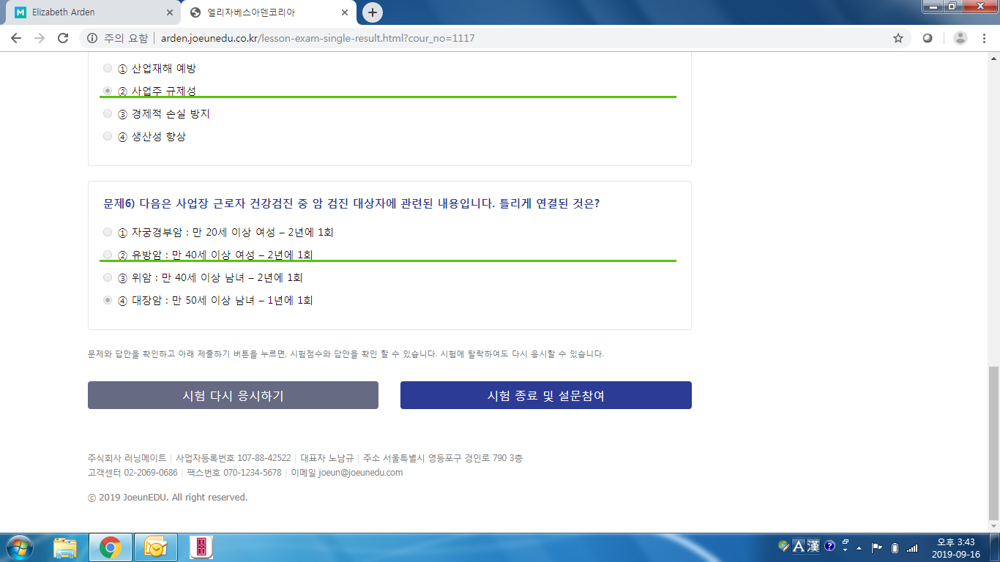 Elizabeth Arden
엘리자베스아덴코리아
주의 요함 | arden.joeunedu.co.kr/lesson-exam-single-result.html?cour_no=1117
① 산업재해 예방
② 사업주 규제성
③ 경제적 손실 방지
④ 생산성 향상
문제6) 다음은 사업장 근로자 건강검진 중 암 검진 대상자에 관련된 내용입니다. 틀리게 연결된 것은?
① 자궁경부암 : 만 20세 이상 여성 – 2년에 1회
② 유방암 : 만 40세 이상 여성 – 2년에 1회
③ 위암 : 만 40세 이상 남녀 – 2년에 1회
④ 대장암 : 만 50세 이상 남녀 – 1년에 1회
문제와 답안을 확인하고 아래 제출하기 버튼을 누르면, 시험점수와 답안을 확인 할 수 있습니다. 시험에 탈락하여도 다시 응시할 수 있습니다.
시험 다시 응시하기
시험 종료 및 설문참여
주식회사 러닝메이트 | 사업자등록번호 107-88-42522 | 대표자 노남규 | 주소 서울특별시 영등포구 경인로 790 3층
고객센터 02-2069-0686 | 팩스번호 070-1234-5678 | 이메일 joeun@joeunedu.com
© 2019 JoeunEDU. All right reserved.
A 漢
오후 3:43
2019-09-16